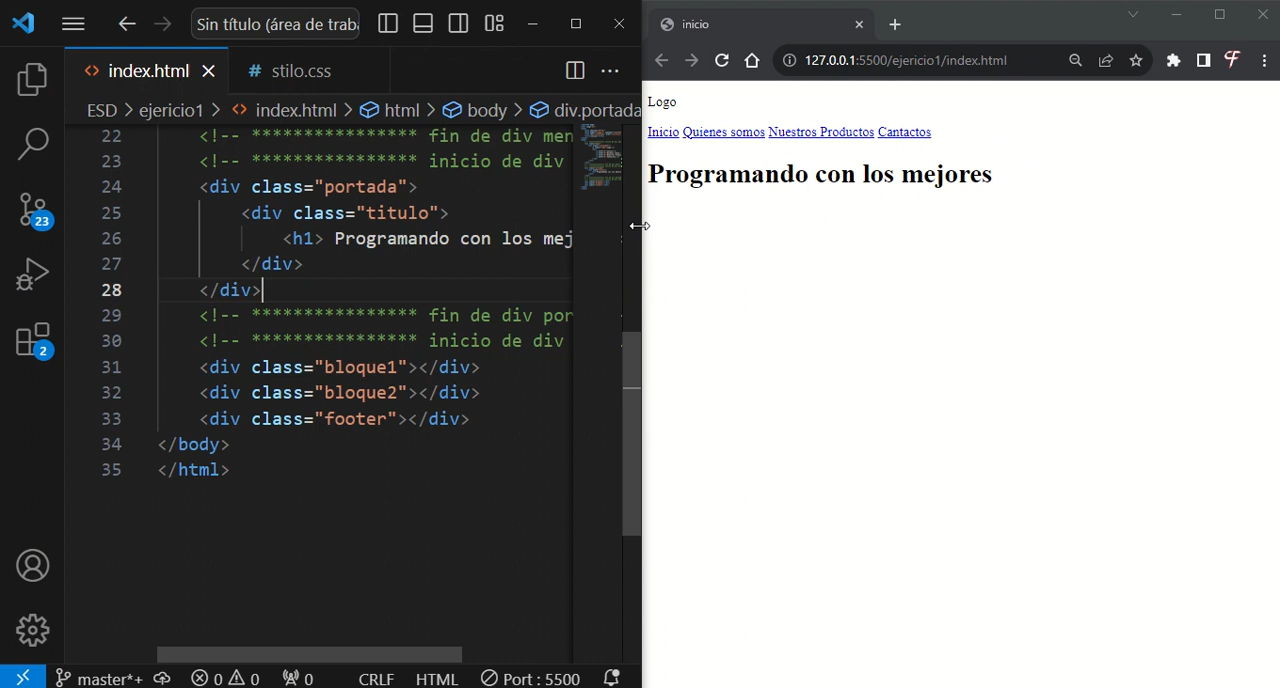 Sin título (área de trab
index.html
# stilo.css
ESD > ejericio1 > index.html > html > body > div.portada
22 <!-- **************** fin de div men
23 <!-- **************** inicio de div
24 <div class="portada">
25 <div class="titulo">
26 <h1> Programando con los mej
27 </div>
28 </div>
29 <!-- **************** fin de div por
30 <!-- **************** inicio de div
31 <div class="bloque1"></div>
32 <div class="bloque2"></div>
33 <div class="footer"></div>
34 </body>
35 </html>
23
2
master*+ 0 0 0 CRLF HTML Port : 5500
inicio
127.0.0.1:5500/ejericio1/index.html
Logo
Inicio Quienes somos Nuestros Productos Cantactos
Programando con los mejores